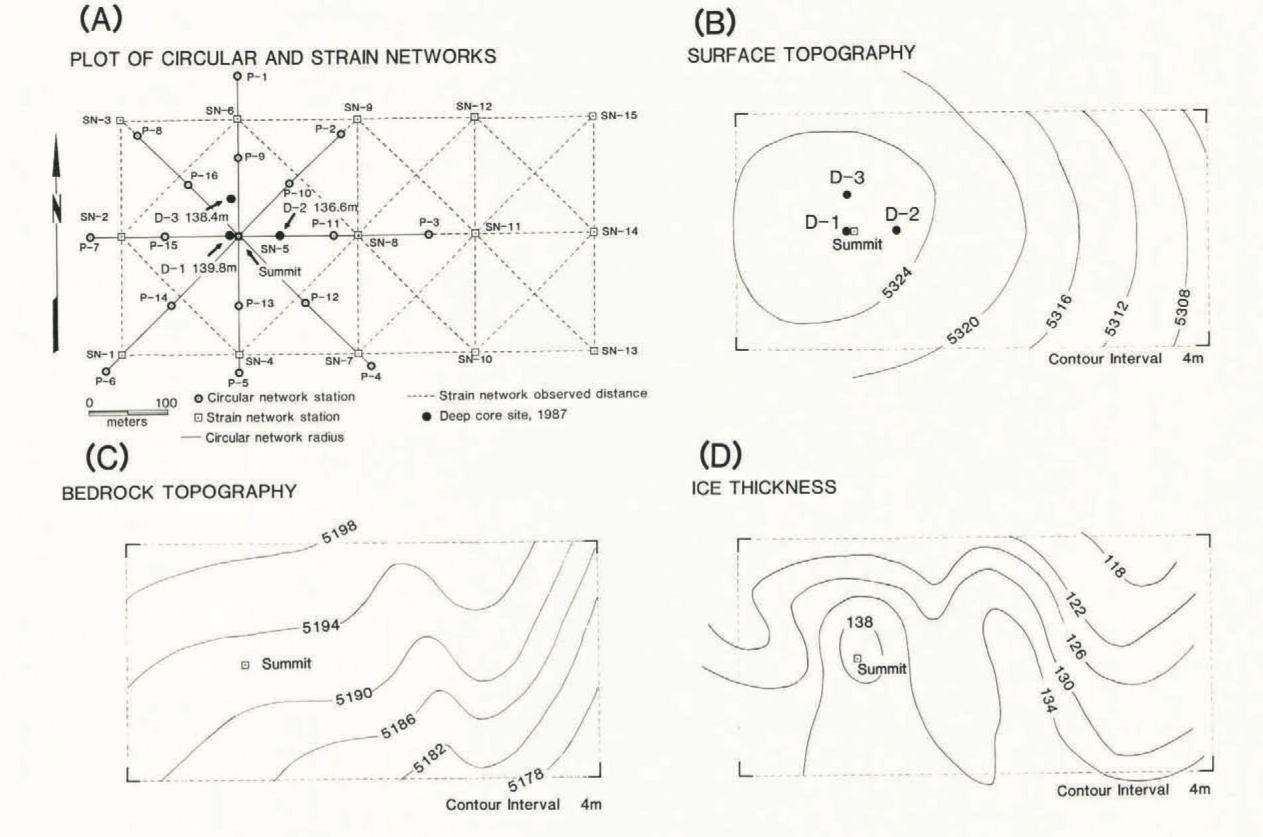 (A)
PLOT OF CIRCULAR AND STRAIN NETWORKS
P-1
SN-3
SN-6
SN-9
SN-12
SN-15
P-8
P-2
P-9
P-16
P-10
D-3 138.4m
D-2 136.6m
SN-2
P-7
P-15
SN-5
P-11
SN-8
P-3
SN-11
SN-14
D-1 139.8m
Summit
P-14
P-13
P-12
SN-1
SN-4
SN-7
SN-10
SN-13
P-6
P-5
P-4
N
0 100
meters
Circular network station
Strain network station
Circular network radius
Strain network observed distance
Deep core site, 1987
(B)
SURFACE TOPOGRAPHY
D-3
D-1
D-2
Summit
5324
5320
5316
5312
5308
Contour Interval 4m
(C)
BEDROCK TOPOGRAPHY
5198
5194
Summit
5190
5186
5182
5178
Contour Interval 4m
(D)
ICE THICKNESS
118
122
138
126
Summit
130
134
Contour Interval 4m